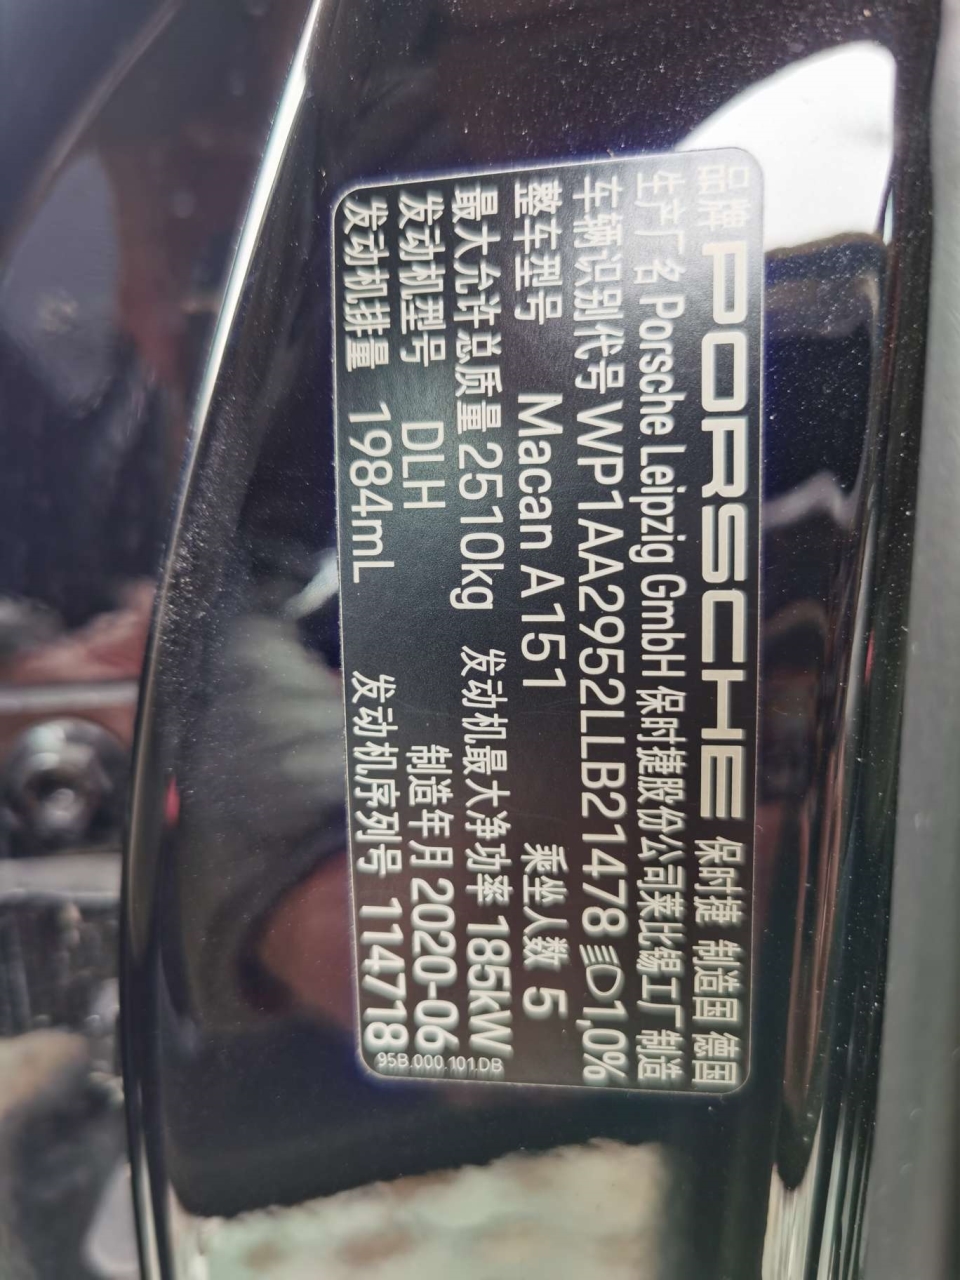 品牌 PORSCHE 保时捷 制造国 德国
生产厂名 Porsche Leipzig GmbH 保时捷股份公司莱比锡工厂制造
车辆识别代号 WP1AA2952LLB21478 1,0%
整车型号 Macan A151 乘坐人数 5
最大允许总质量 2510kg 发动机最大净功率 185kW
发动机型号 DLH 制造年月 2020-06
发动机排量 1984mL 发动机序列号 114718
95B.000.101.DB